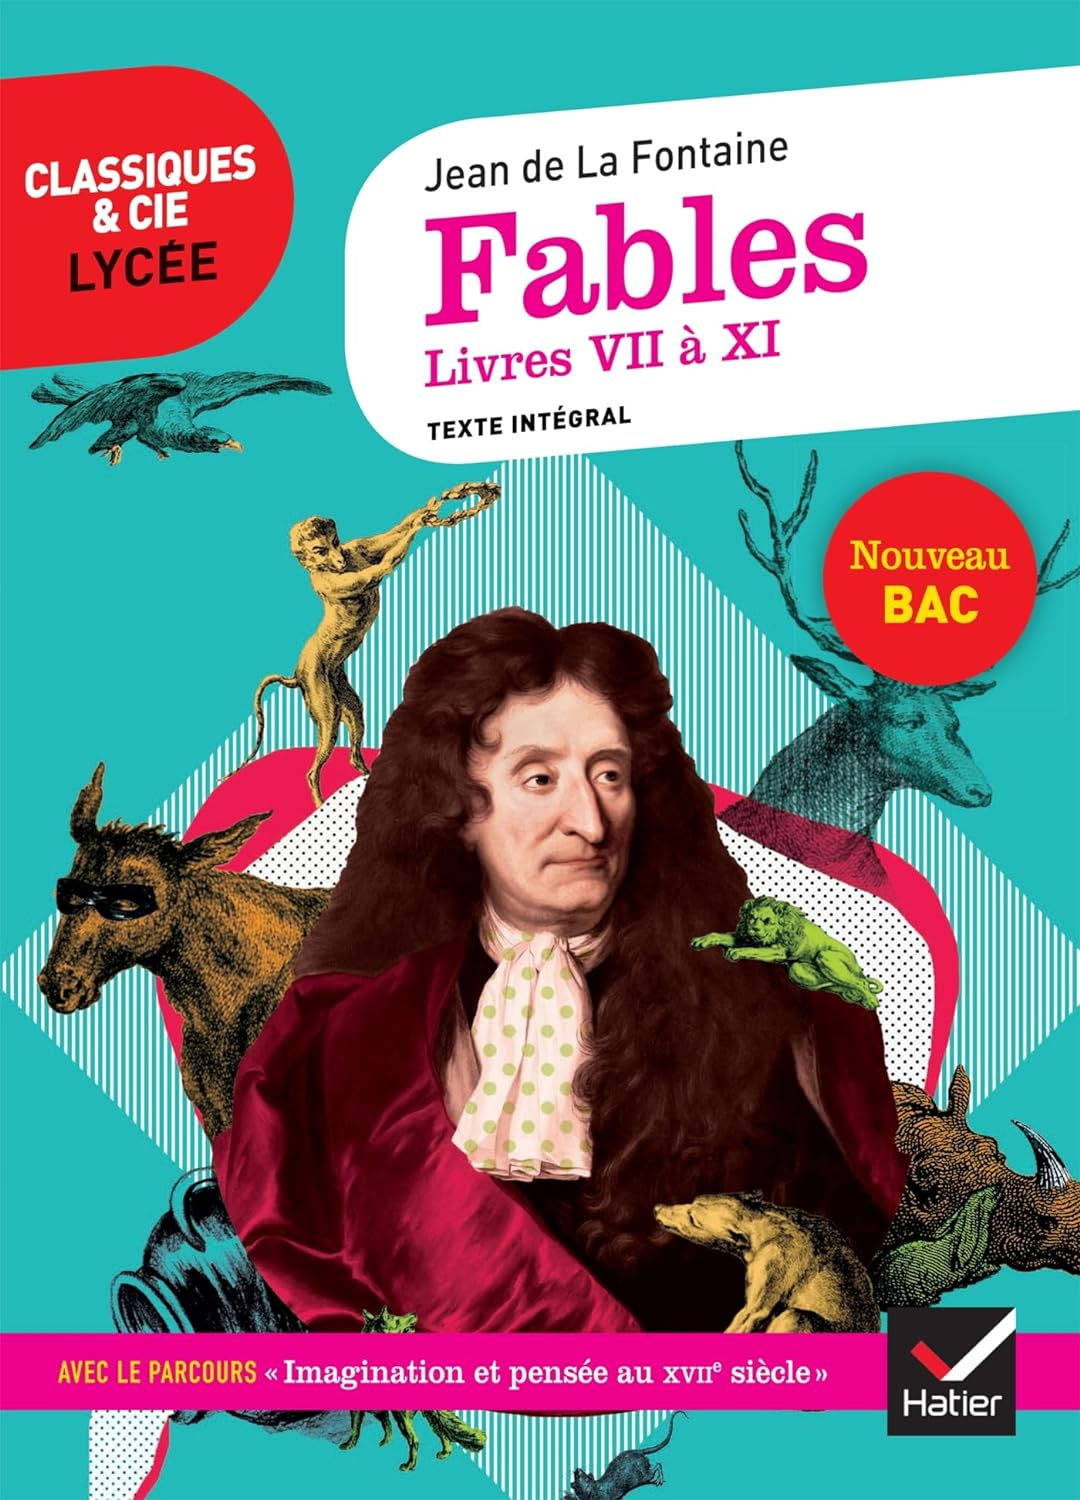 CLASSIQUES
& CIE
LYCÉE
Jean de La Fontaine
Fables
Livres VII à XI
TEXTE INTÉGRAL
Nouveau
BAC
AVEC LE PARCOURS « Imagination et pensée au XVIIe siècle »
Hatier